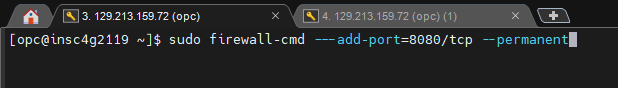 3. 129.213.159.72 (opc)
4. 129.213.159.72 (opc) (1)
[opc@insc4g2119 ~]$ sudo firewall-cmd ---add-port=8080/tcp --permanent